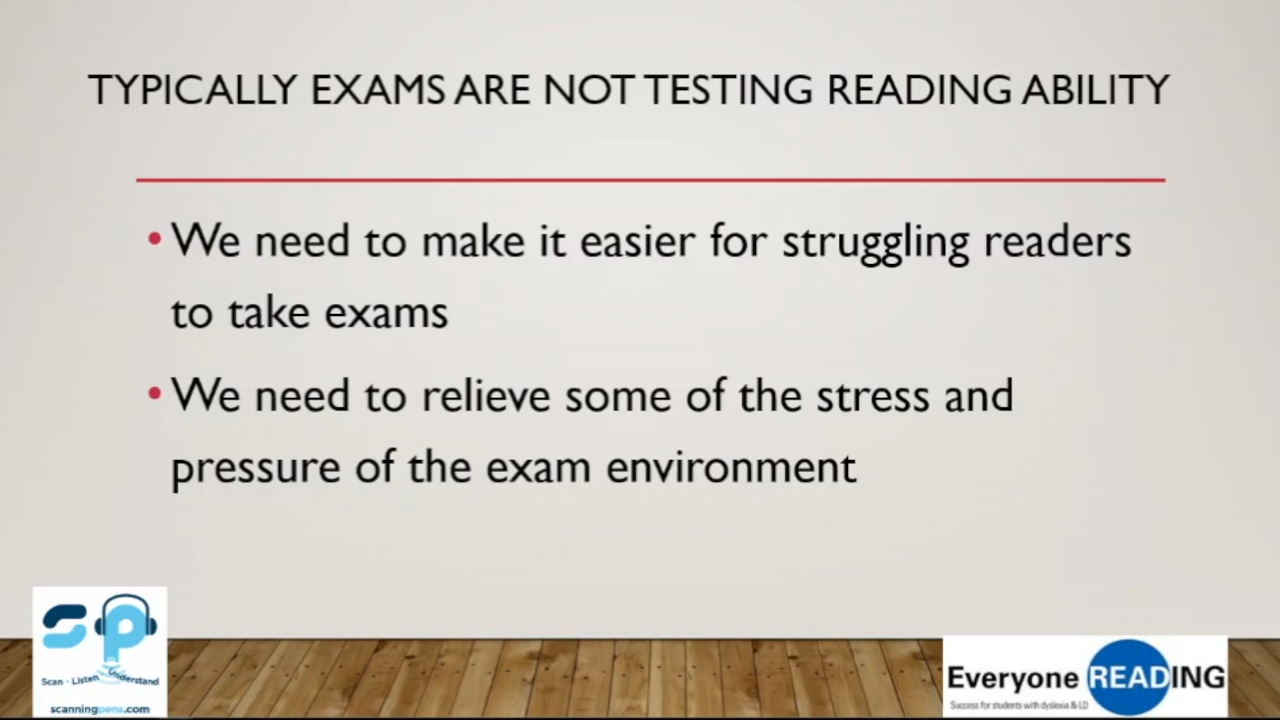 TYPICALLY EXAMS ARE NOT TESTING READING ABILITY
• We need to make it easier for struggling readers
to take exams
• We need to relieve some of the stress and
pressure of the exam environment
sp
Scan · Listen Understand
scanningpens.com
Everyone READING
Success for students with dyslexia & LD